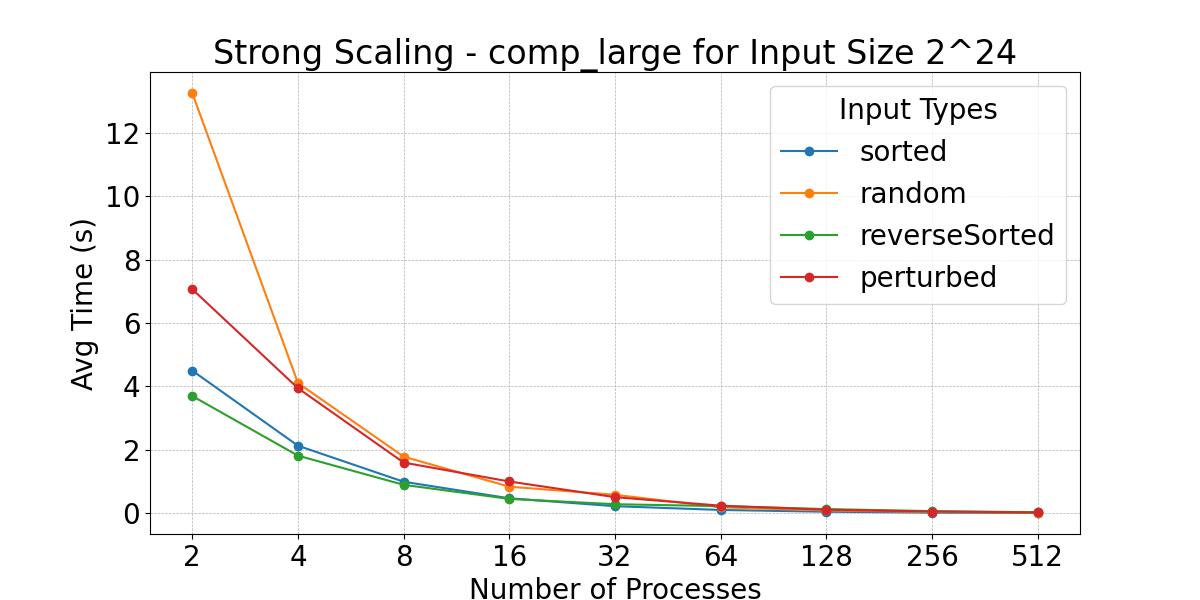 Strong Scaling - comp_large for Input Size 2^24
Avg Time (s)
12
10
8
6
4
2
0
Input Types
sorted
random
reverseSorted
perturbed
2 4 8 16 32 64 128 256 512
Number of Processes